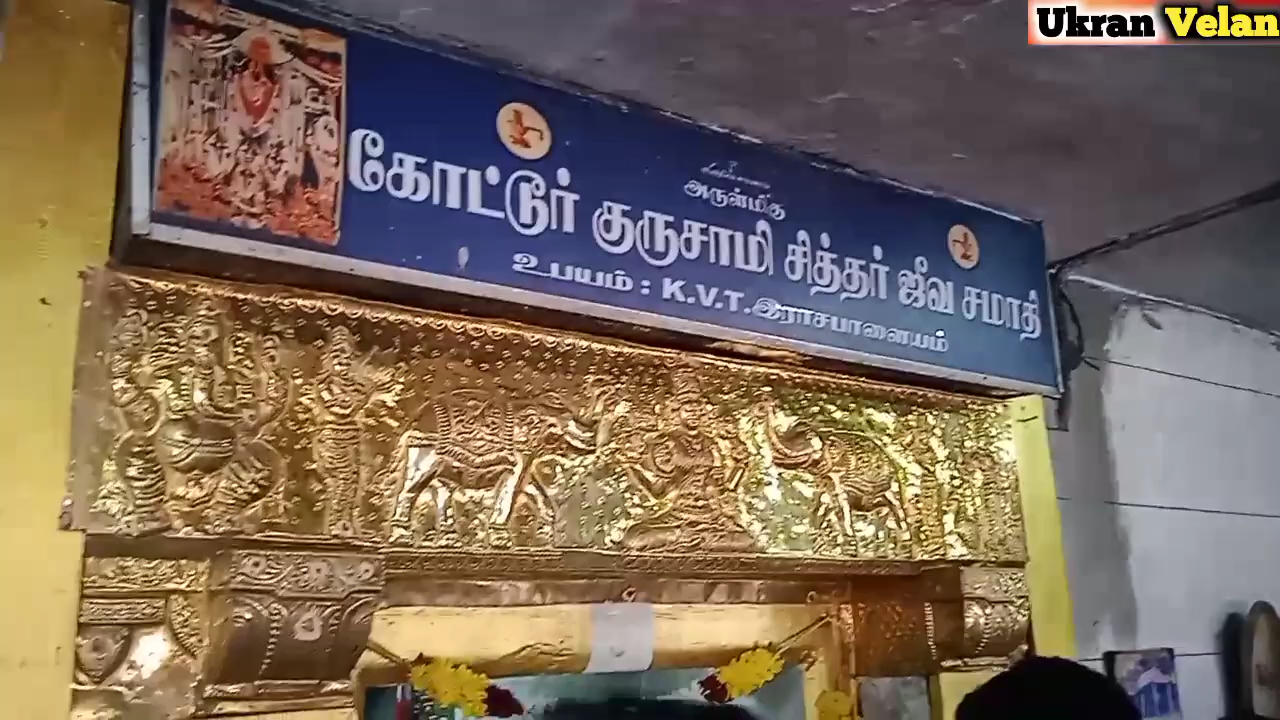 Ukran Velan
அருள்மிகு
கோட்டூர் குருசாமி சித்தர் ஜீவ சமாதி
உபயம் : K.V.T. இராசபாளையம்